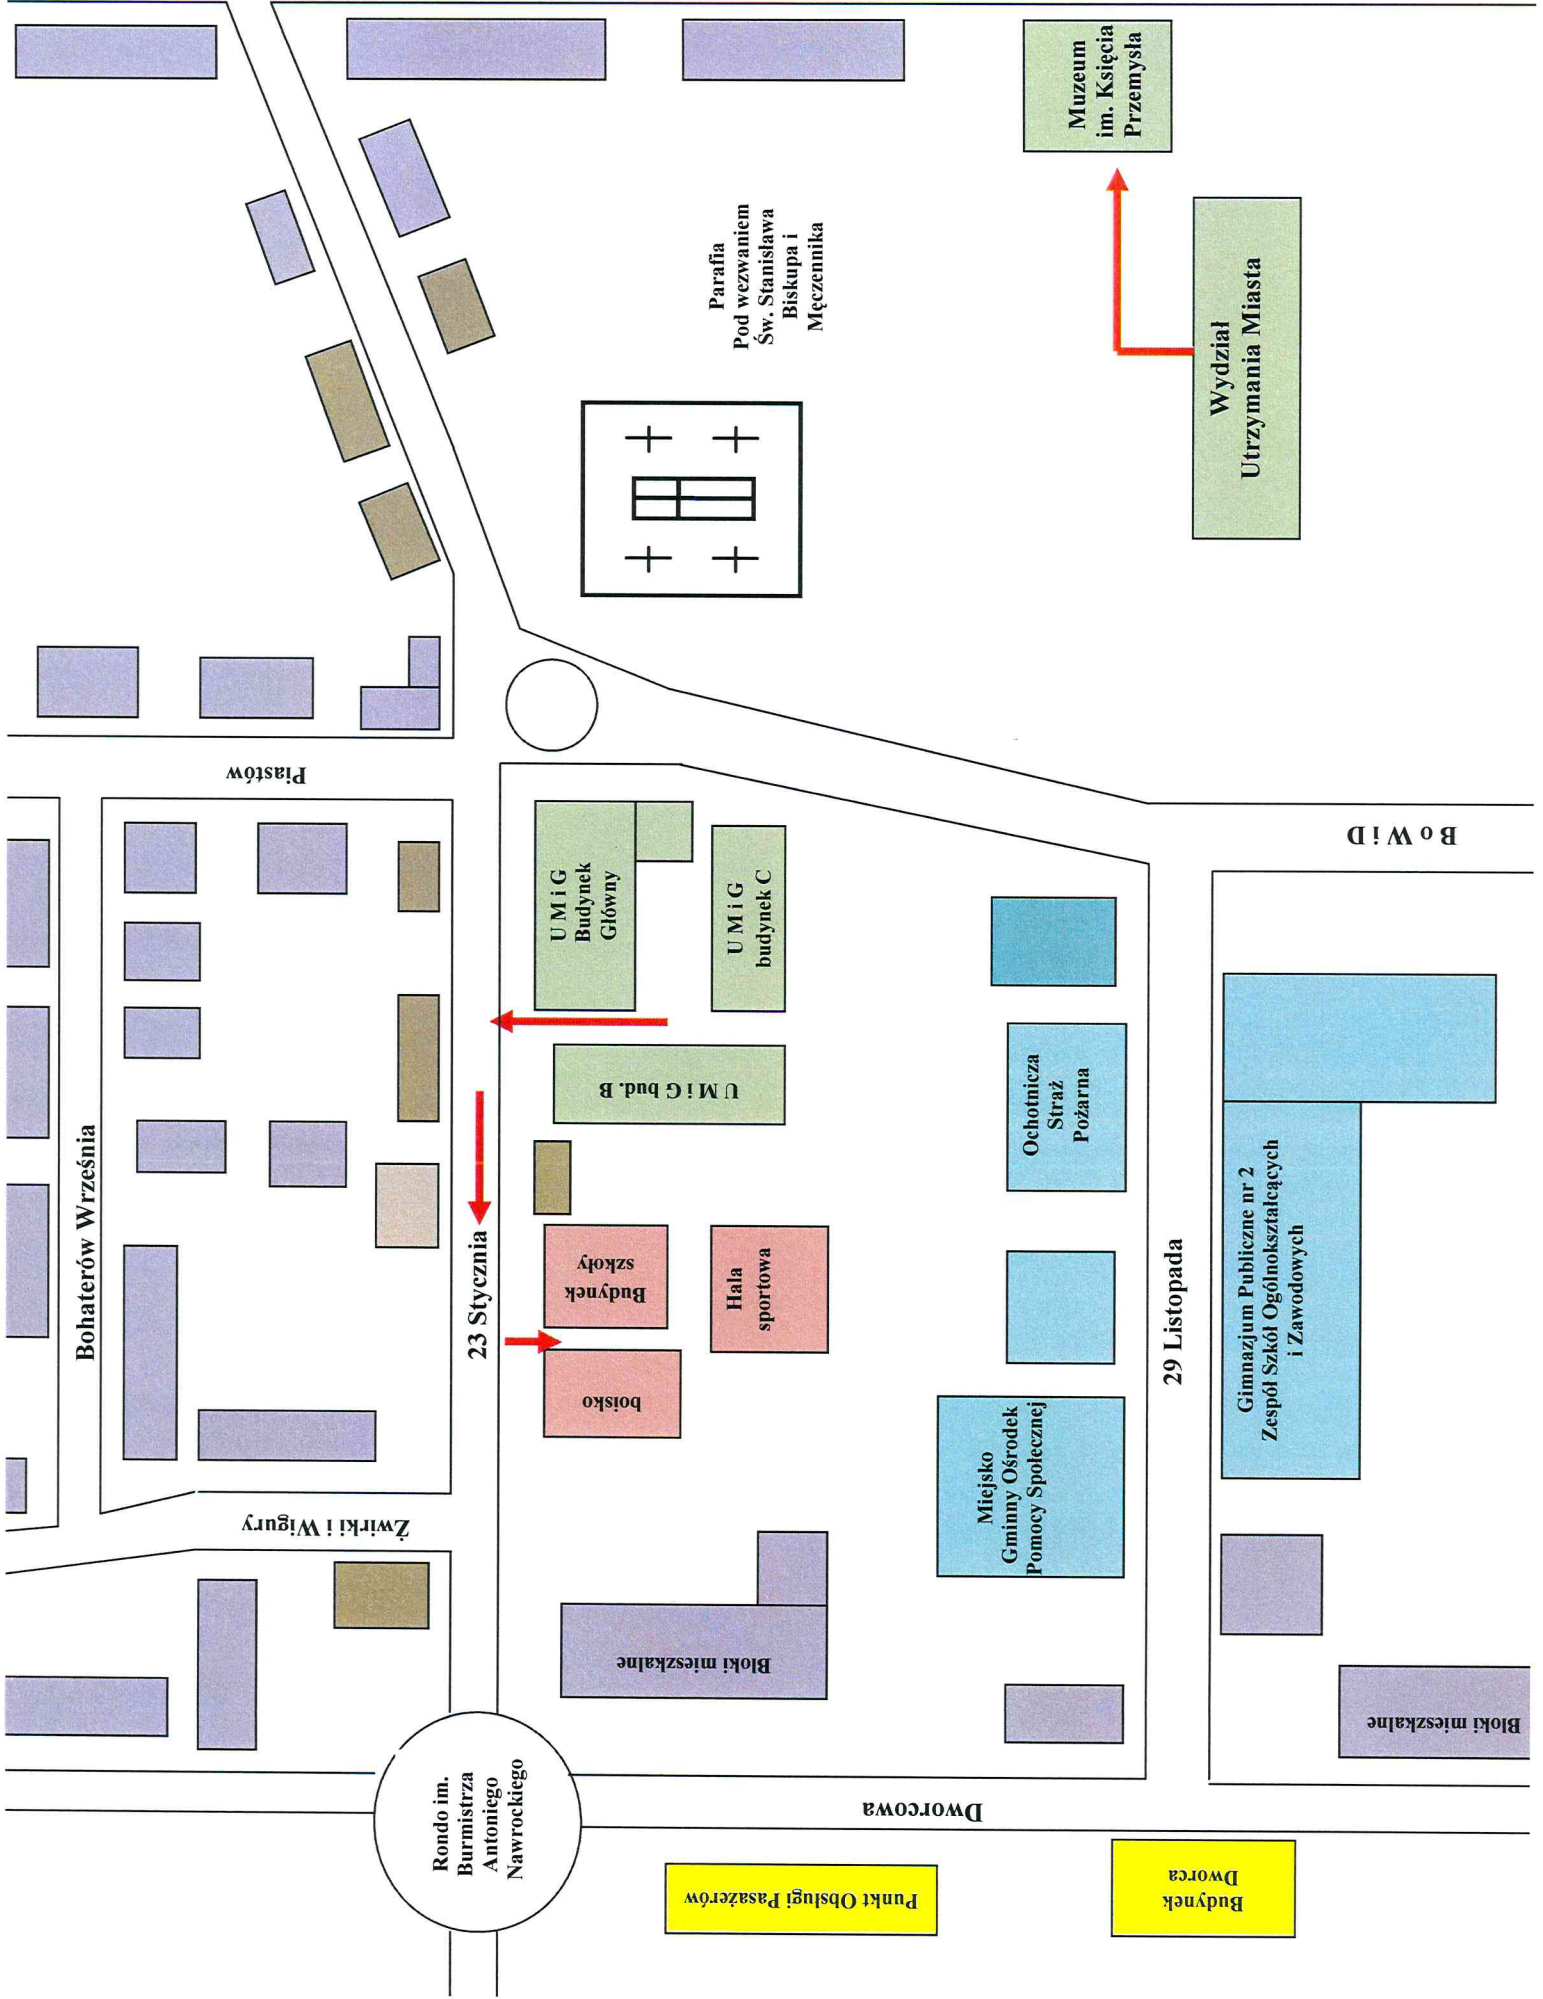 Bohaterów Września
Piastów
Żwirki i Wigury
23 Stycznia
Rondo im.
Burmistrza
Antoniego
Nawrockiego
Parafia
Pod wezwaniem
Św. Stanisława
Biskupa i
Męczennika
Muzeum
im. Księcia
Przemysła
Wydział
Utrzymania Miasta
U M i G
Budynek
Główny
U M i G
budynek C
U M i G bud. B
Budynek
szkoły
boisko
Hala
sportowa
Ochotnicza
Straż
Pożarna
Miejsko
Gminny Ośrodek
Pomocy Społecznej
Bloki mieszkalne
29 Listopada
B o W i D
Gimnazjum Publiczne nr 2
Zespół Szkół Ogólnokształcących
i Zawodowych
Bloki mieszkalne
Dworcowa
Punkt Obsługi Pasażerów
Budynek
Dworca